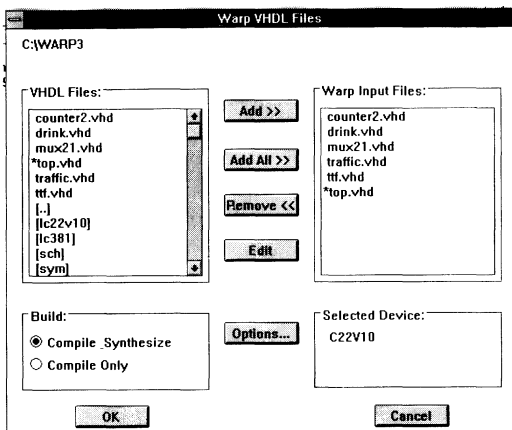 Warp VHDL Files
C:\WARP3
VHDL Files:
counter2.vhd
drink.vhd
mux21.vhd
*top.vhd
traffic.vhd
ttf.vhd
[..]
[lc22v10]
[lc381]
[sch]
[sym]
Add >>
Add All >>
Remove <<
Edit
Warp Input Files:
counter2.vhd
drink.vhd
mux21.vhd
traffic.vhd
ttf.vhd
*top.vhd
Build:
Compile _Synthesize
Compile Only
Options...
Selected Device:
C22V10
OK
Cancel